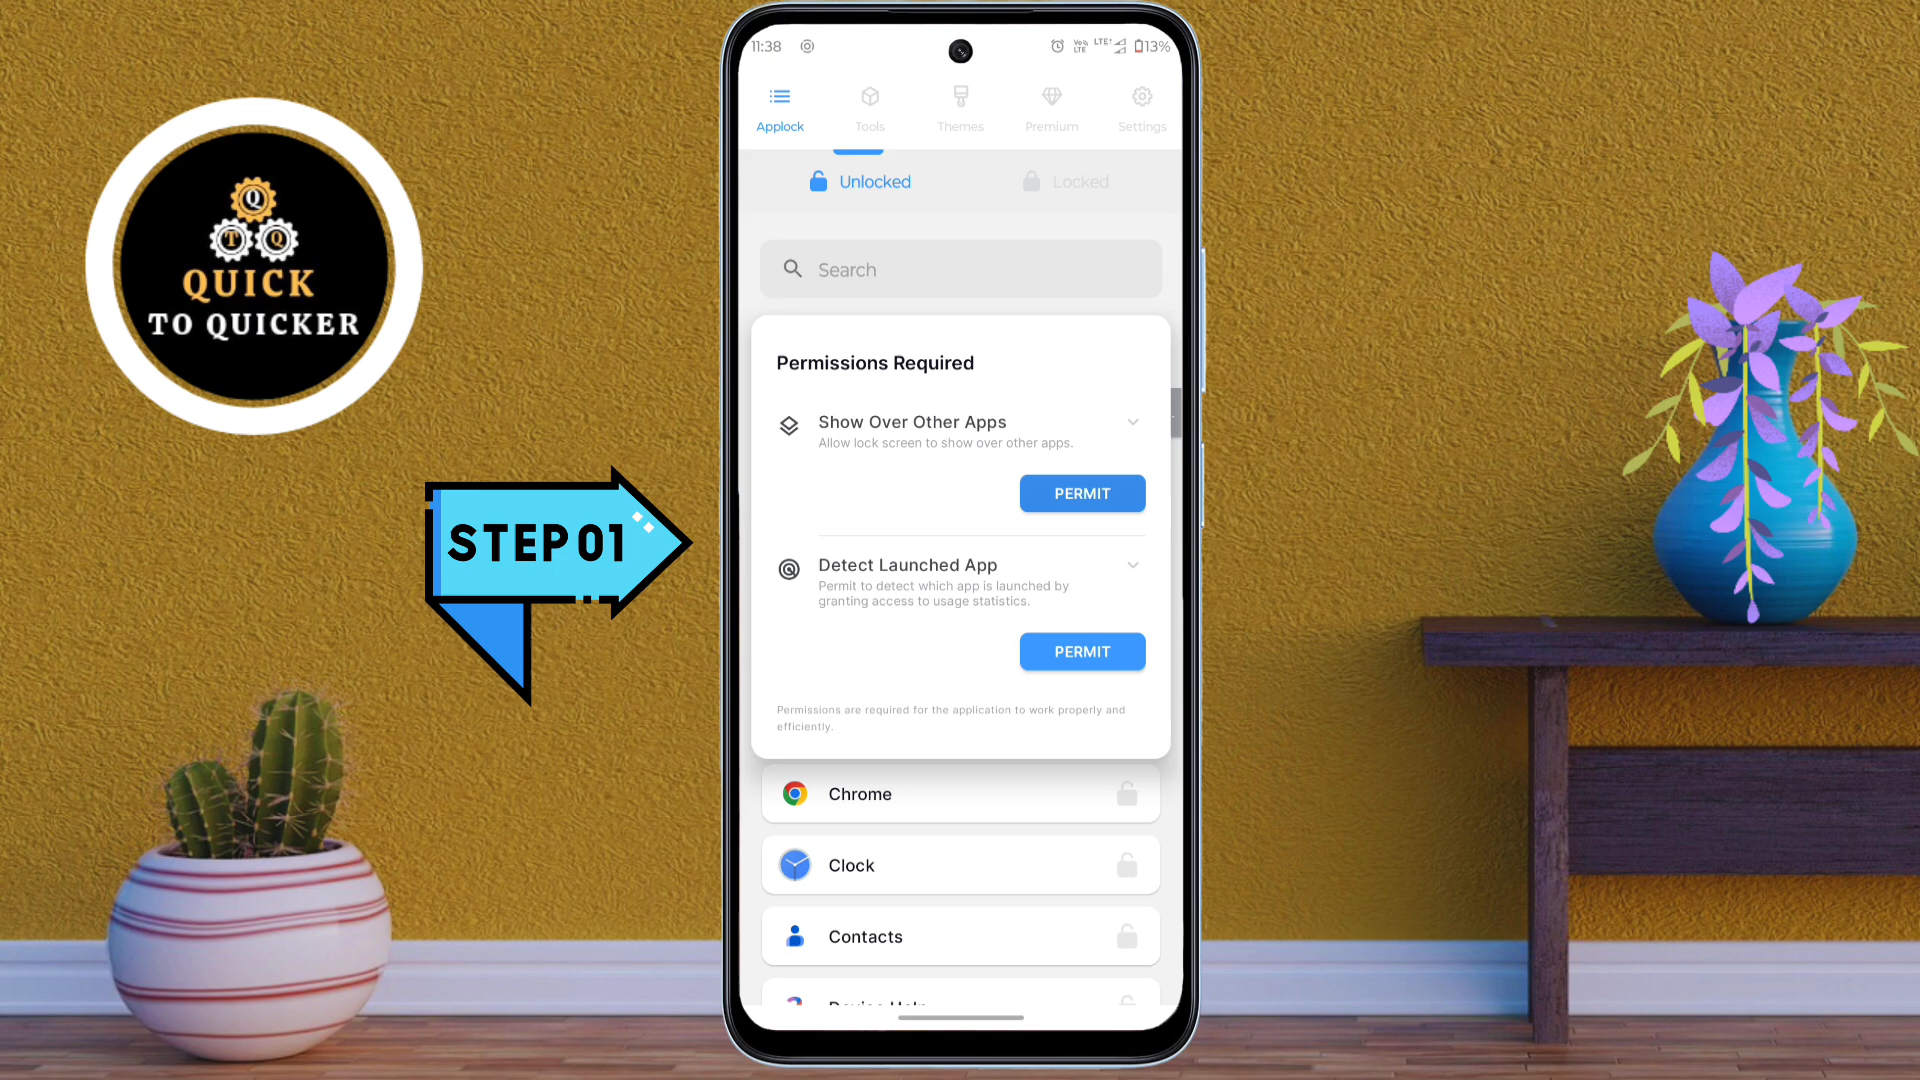 Q
T Q
QUICK
TO QUICKER
STEP 01
11:38
Vo LTE
LTE+
13%
Applock
Tools
Themes
Premium
Settings
Unlocked
Locked
Search
Permissions Required
Show Over Other Apps
Allow lock screen to show over other apps.
PERMIT
Detect Launched App
Permit to detect which app is launched by
granting access to usage statistics.
PERMIT
Permissions are required for the application to work properly and
efficiently.
Chrome
Clock
Contacts